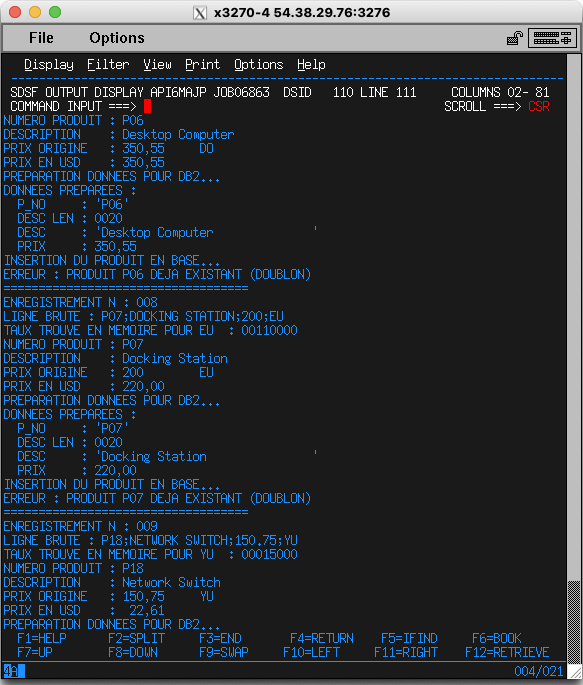 x3270-4 54.38.29.76:3276
File Options
Display Filter View Print Options Help
SDSF OUTPUT DISPLAY API6MAJP JOB06863 DSID 110 LINE 111 COLUMNS 02- 81
COMMAND INPUT ===> SCROLL ===> CSR
NUMERO PRODUIT : P06
DESCRIPTION : Desktop Computer
PRIX ORIGINE : 350,55 DO
PRIX EN USD : 350,55
PREPARATION DONNEES POUR DB2...
DONNEES PREPAREES :
P_NO : 'P06'
DESC LEN : 0020
DESC : 'Desktop Computer '
PRIX : 350,55
INSERTION DU PRODUIT EN BASE...
ERREUR : PRODUIT P06 DEJA EXISTANT (DOUBLON)
==================================
ENREGISTREMENT N : 008
LIGNE BRUTE : P07;DOCKING STATION;200;EU
TAUX TROUVE EN MEMOIRE POUR EU : 00110000
NUMERO PRODUIT : P07
DESCRIPTION : Docking Station
PRIX ORIGINE : 200 EU
PRIX EN USD : 220,00
PREPARATION DONNEES POUR DB2...
DONNEES PREPAREES :
P_NO : 'P07'
DESC LEN : 0020
DESC : 'Docking Station '
PRIX : 220,00
INSERTION DU PRODUIT EN BASE...
ERREUR : PRODUIT P07 DEJA EXISTANT (DOUBLON)
==================================
ENREGISTREMENT N : 009
LIGNE BRUTE : P18;NETWORK SWITCH;150.75;YU
TAUX TROUVE EN MEMOIRE POUR YU : 00015000
NUMERO PRODUIT : P18
DESCRIPTION : Network Switch
PRIX ORIGINE : 150,75 YU
PRIX EN USD : 22,61
PREPARATION DONNEES POUR DB2...
F1=HELP F2=SPLIT F3=END F4=RETURN F5=IFIND F6=BOOK
F7=UP F8=DOWN F9=SWAP F10=LEFT F11=RIGHT F12=RETRIEVE
4A 004/021